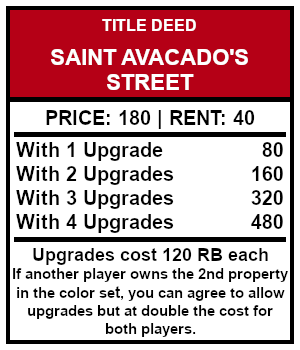 TITLE DEED
SAINT AVACADO'S
STREET
PRICE: 180 | RENT: 40
With 1 Upgrade 80
With 2 Upgrades 160
With 3 Upgrades 320
With 4 Upgrades 480
Upgrades cost 120 RB each
If another player owns the 2nd property
in the color set, you can agree to allow
upgrades but at double the cost for
both players.